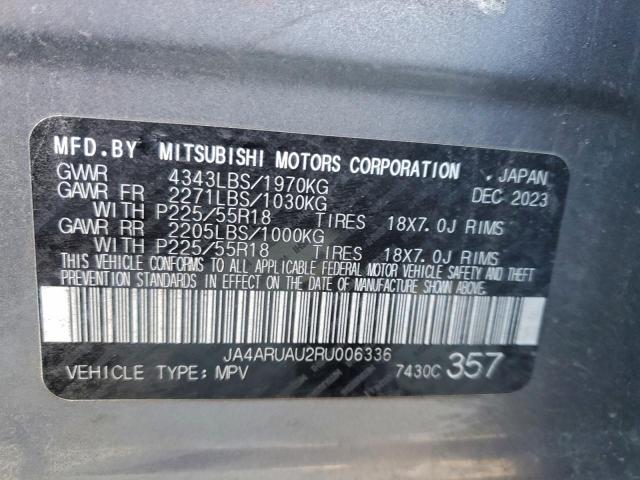 MFD.BY MITSUBISHI MOTORS CORPORATION . JAPAN
GVWR 4343LBS/1970KG DEC 2023
GAWR FR 2271LBS/1030KG
WITH P225/55R18 TIRES 18X7.0J RIMS
GAWR RR 2205LBS/1000KG
WITH P225/55R18 TIRES 18X7.0J RIMS
THIS VEHICLE CONFORMS TO ALL APPLICABLE FEDERAL MOTOR VEHICLE SAFETY AND THEFT
PREVENTION STANDARDS IN EFFECT ON THE DATE OF MANUFACTURE SHOWN ABOVE.
JA4ARUAU2RU006336
VEHICLE TYPE: MPV 7430C 357